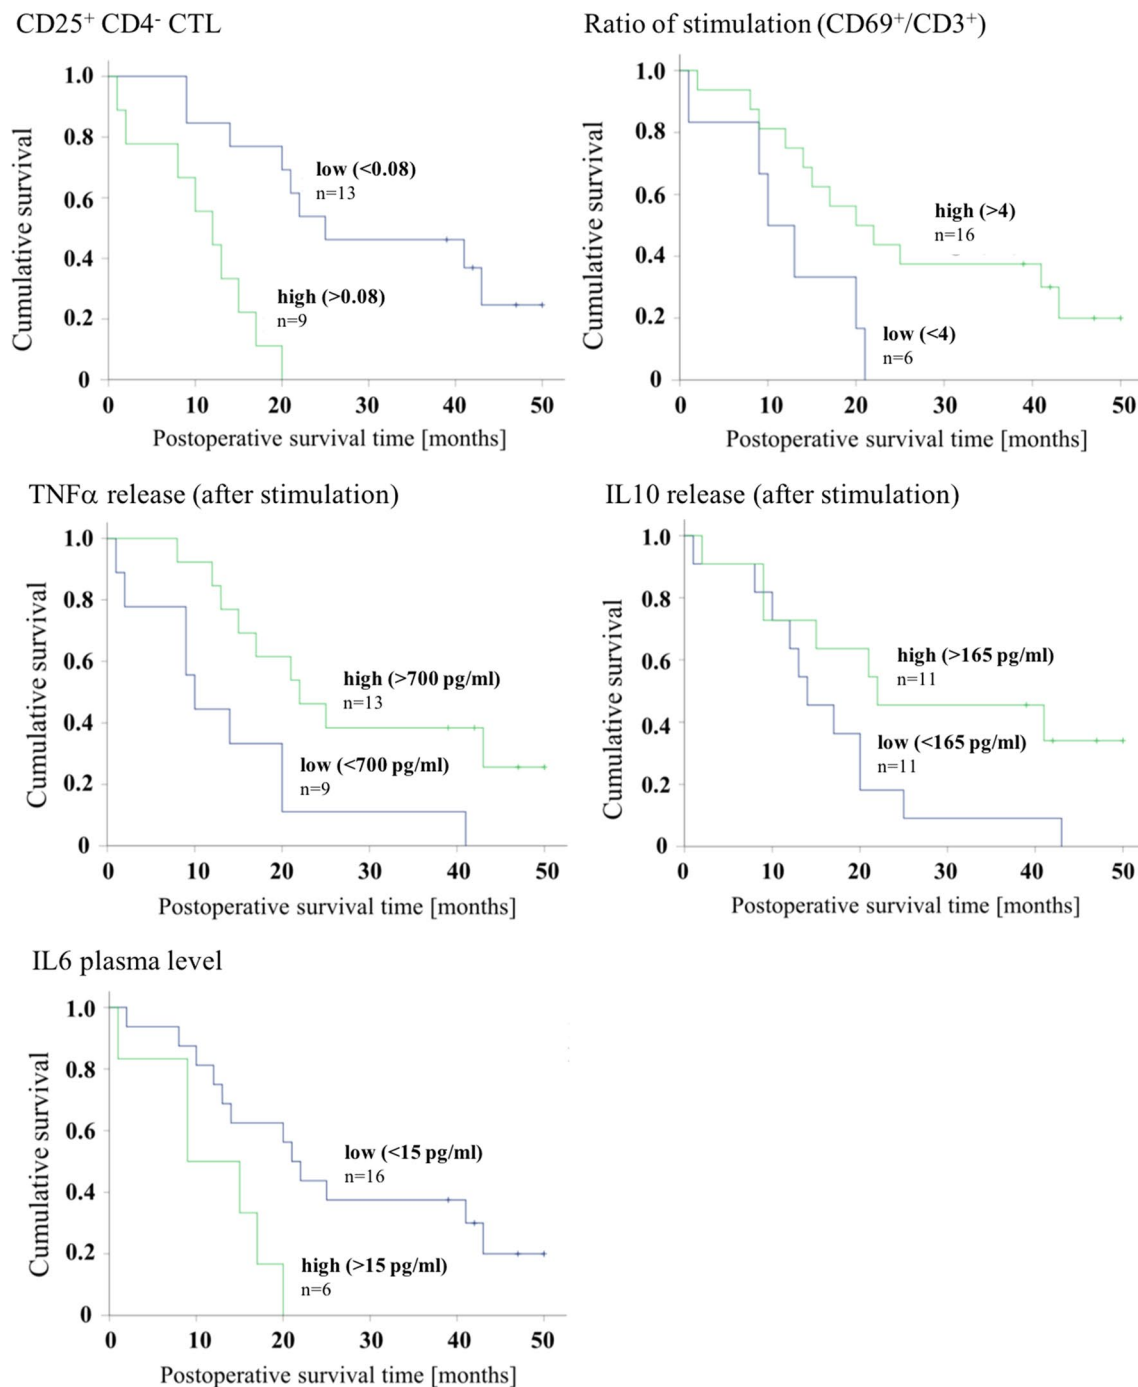 CD25⁺ CD4⁻ CTL
1.0
0.8
0.6
0.4
0.2
0
Cumulative survival
low (<0.08)
n=13
high (>0.08)
n=9
0 10 20 30 40 50
Postoperative survival time [months]
Ratio of stimulation (CD69⁺/CD3⁺)
1.0
0.8
0.6
0.4
0.2
0
Cumulative survival
high (>4)
n=16
low (<4)
n=6
0 10 20 30 40 50
Postoperative survival time [months]
TNFα release (after stimulation)
1.0
0.8
0.6
0.4
0.2
0
Cumulative survival
high (>700 pg/ml)
n=13
low (<700 pg/ml)
n=9
0 10 20 30 40 50
Postoperative survival time [months]
IL10 release (after stimulation)
1.0
0.8
0.6
0.4
0.2
0
Cumulative survival
high (>165 pg/ml)
n=11
low (<165 pg/ml)
n=11
0 10 20 30 40 50
Postoperative survival time [months]
IL6 plasma level
1.0
0.8
0.6
0.4
0.2
0
Cumulative survival
low (<15 pg/ml)
n=16
high (>15 pg/ml)
n=6
0 10 20 30 40 50
Postoperative survival time [months]